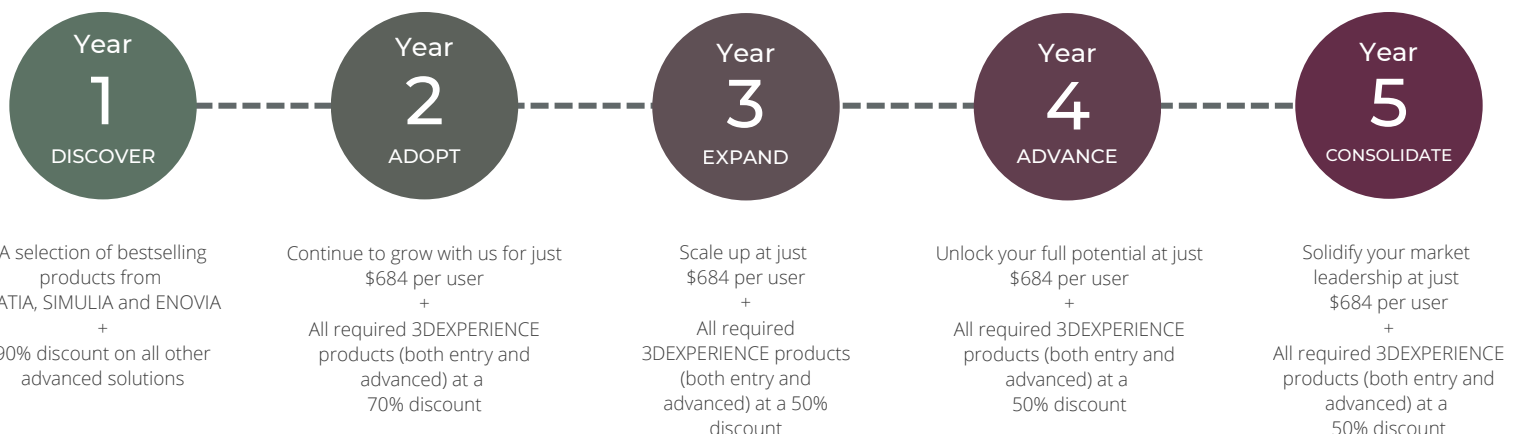 Year
1
DISCOVER
A selection of bestselling
products from
ATIA, SIMULIA and ENOVIA
+
90% discount on all other
advanced solutions
Year
2
ADOPT
Continue to grow with us for just
$684 per user
+
All required 3DEXPERIENCE
products (both entry and
advanced) at a
70% discount
Year
3
EXPAND
Scale up at just
$684 per user
+
All required
3DEXPERIENCE products
(both entry and
advanced) at a 50%
discount
Year
4
ADVANCE
Unlock your full potential at just
$684 per user
+
All required 3DEXPERIENCE
products (both entry and
advanced) at a
50% discount
Year
5
CONSOLIDATE
Solidify your market
leadership at just
$684 per user
+
All required 3DEXPERIENCE
products (both entry and
advanced) at a
50% discount